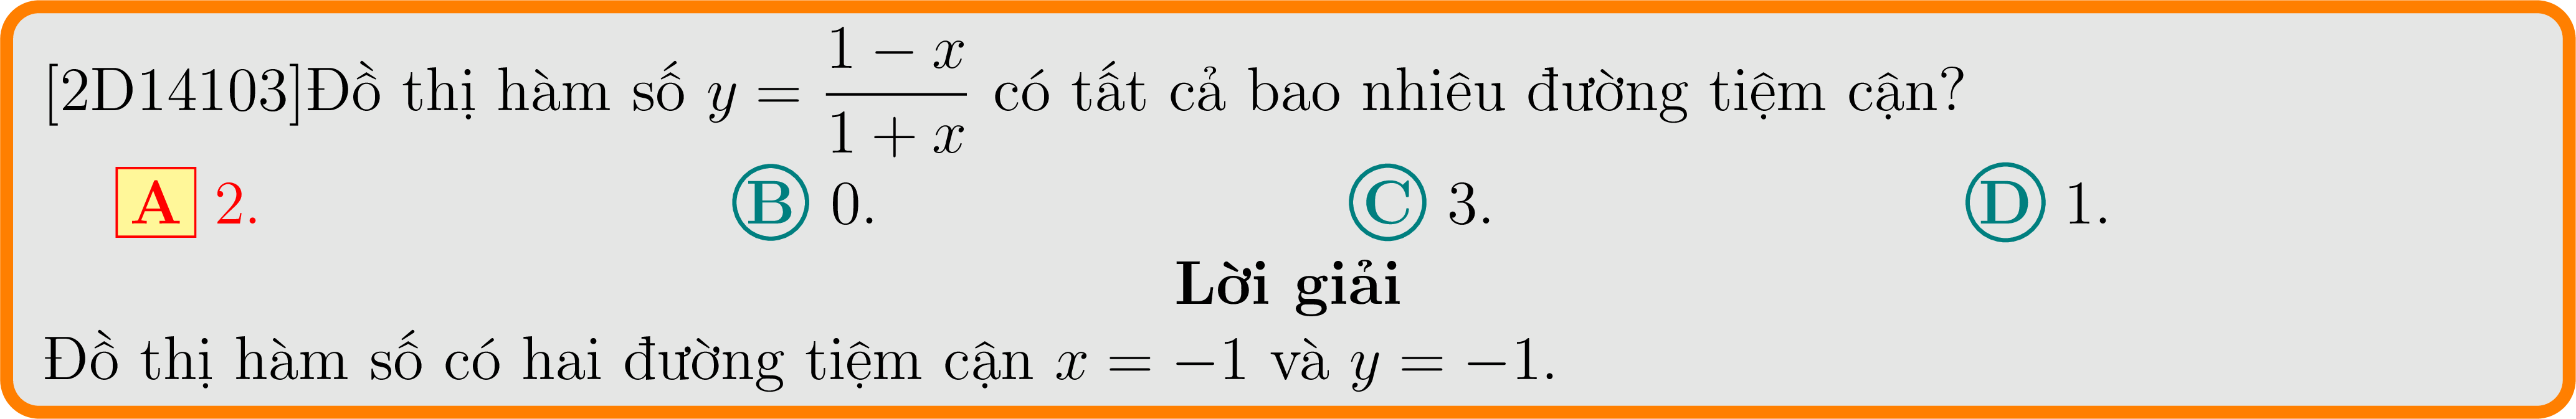 [2D14103]Đồ thị hàm số y = (1 − x)/(1 + x) có tất cả bao nhiêu đường tiệm cận?
A 2. B 0. C 3. D 1.
Lời giải
Đồ thị hàm số có hai đường tiệm cận x = −1 và y = −1.